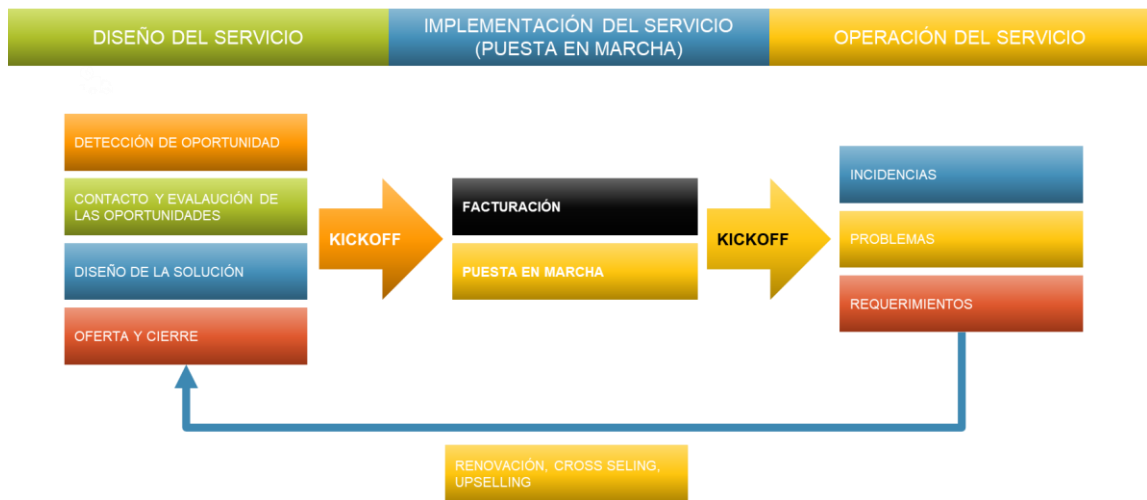 DISEÑO DEL SERVICIO
IMPLEMENTACIÓN DEL SERVICIO
(PUESTA EN MARCHA)
OPERACIÓN DEL SERVICIO
DETECCIÓN DE OPORTUNIDAD
CONTACTO Y EVALAUCIÓN DE
LAS OPORTUNIDADES
DISEÑO DE LA SOLUCIÓN
OFERTA Y CIERRE
KICKOFF
FACTURACIÓN
PUESTA EN MARCHA
KICKOFF
INCIDENCIAS
PROBLEMAS
REQUERIMIENTOS
RENOVACIÓN, CROSS SELING,
UPSELLING